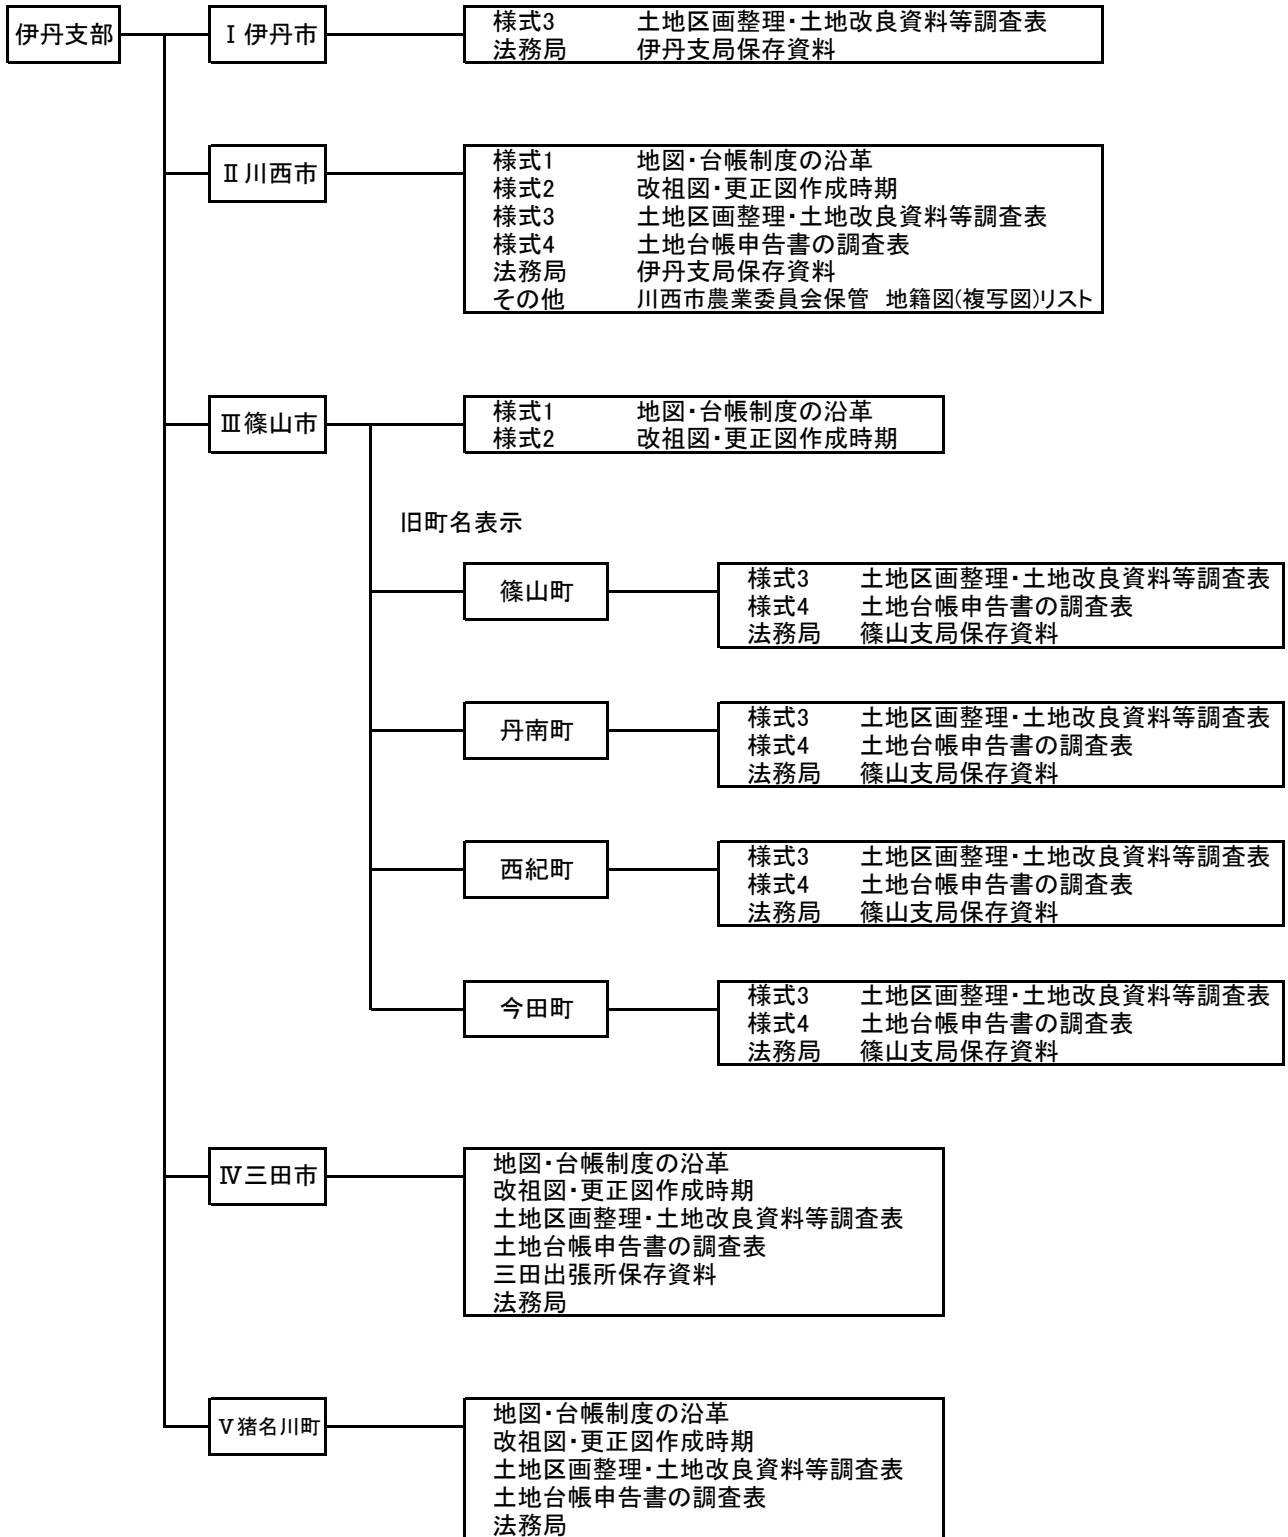 伊丹支部
Ⅰ伊丹市
様式3 土地区画整理・土地改良資料等調査表
法務局 伊丹支局保存資料
Ⅱ川西市
様式1 地図・台帳制度の沿革
様式2 改祖図・更正図作成時期
様式3 土地区画整理・土地改良資料等調査表
様式4 土地台帳申告書の調査表
法務局 伊丹支局保存資料
その他 川西市農業委員会保管 地籍図(複写図)リスト
Ⅲ篠山市
様式1 地図・台帳制度の沿革
様式2 改祖図・更正図作成時期
旧町名表示
篠山町
様式3 土地区画整理・土地改良資料等調査表
様式4 土地台帳申告書の調査表
法務局 篠山支局保存資料
丹南町
様式3 土地区画整理・土地改良資料等調査表
様式4 土地台帳申告書の調査表
法務局 篠山支局保存資料
西紀町
様式3 土地区画整理・土地改良資料等調査表
様式4 土地台帳申告書の調査表
法務局 篠山支局保存資料
今田町
様式3 土地区画整理・土地改良資料等調査表
様式4 土地台帳申告書の調査表
法務局 篠山支局保存資料
Ⅳ三田市
地図・台帳制度の沿革
改祖図・更正図作成時期
土地区画整理・土地改良資料等調査表
土地台帳申告書の調査表
三田出張所保存資料
法務局
Ⅴ猪名川町
地図・台帳制度の沿革
改祖図・更正図作成時期
土地区画整理・土地改良資料等調査表
土地台帳申告書の調査表
法務局